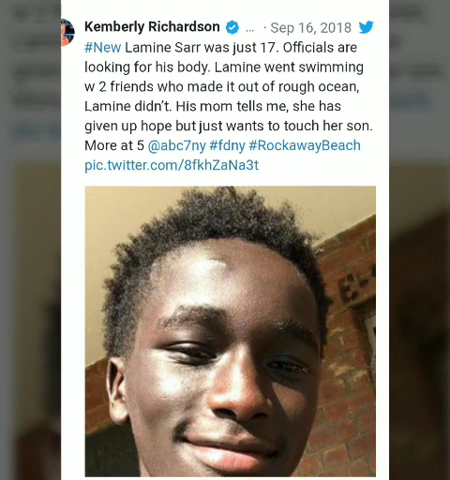 Kemberly Richardson ... · Sep 16, 2018
#New Lamine Sarr was just 17. Officials are
looking for his body. Lamine went swimming
w 2 friends who made it out of rough ocean,
Lamine didn't. His mom tells me, she has
given up hope but just wants to touch her son.
More at 5 @abc7ny #fdny #RockawayBeach
pic.twitter.com/8fkhZaNa3t